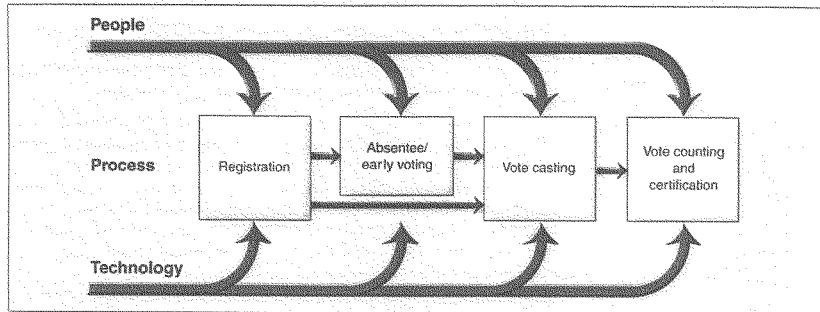 People
Process
Registration
Absentee/
early voting
Vote casting
Vote counting
and
certification
Technology